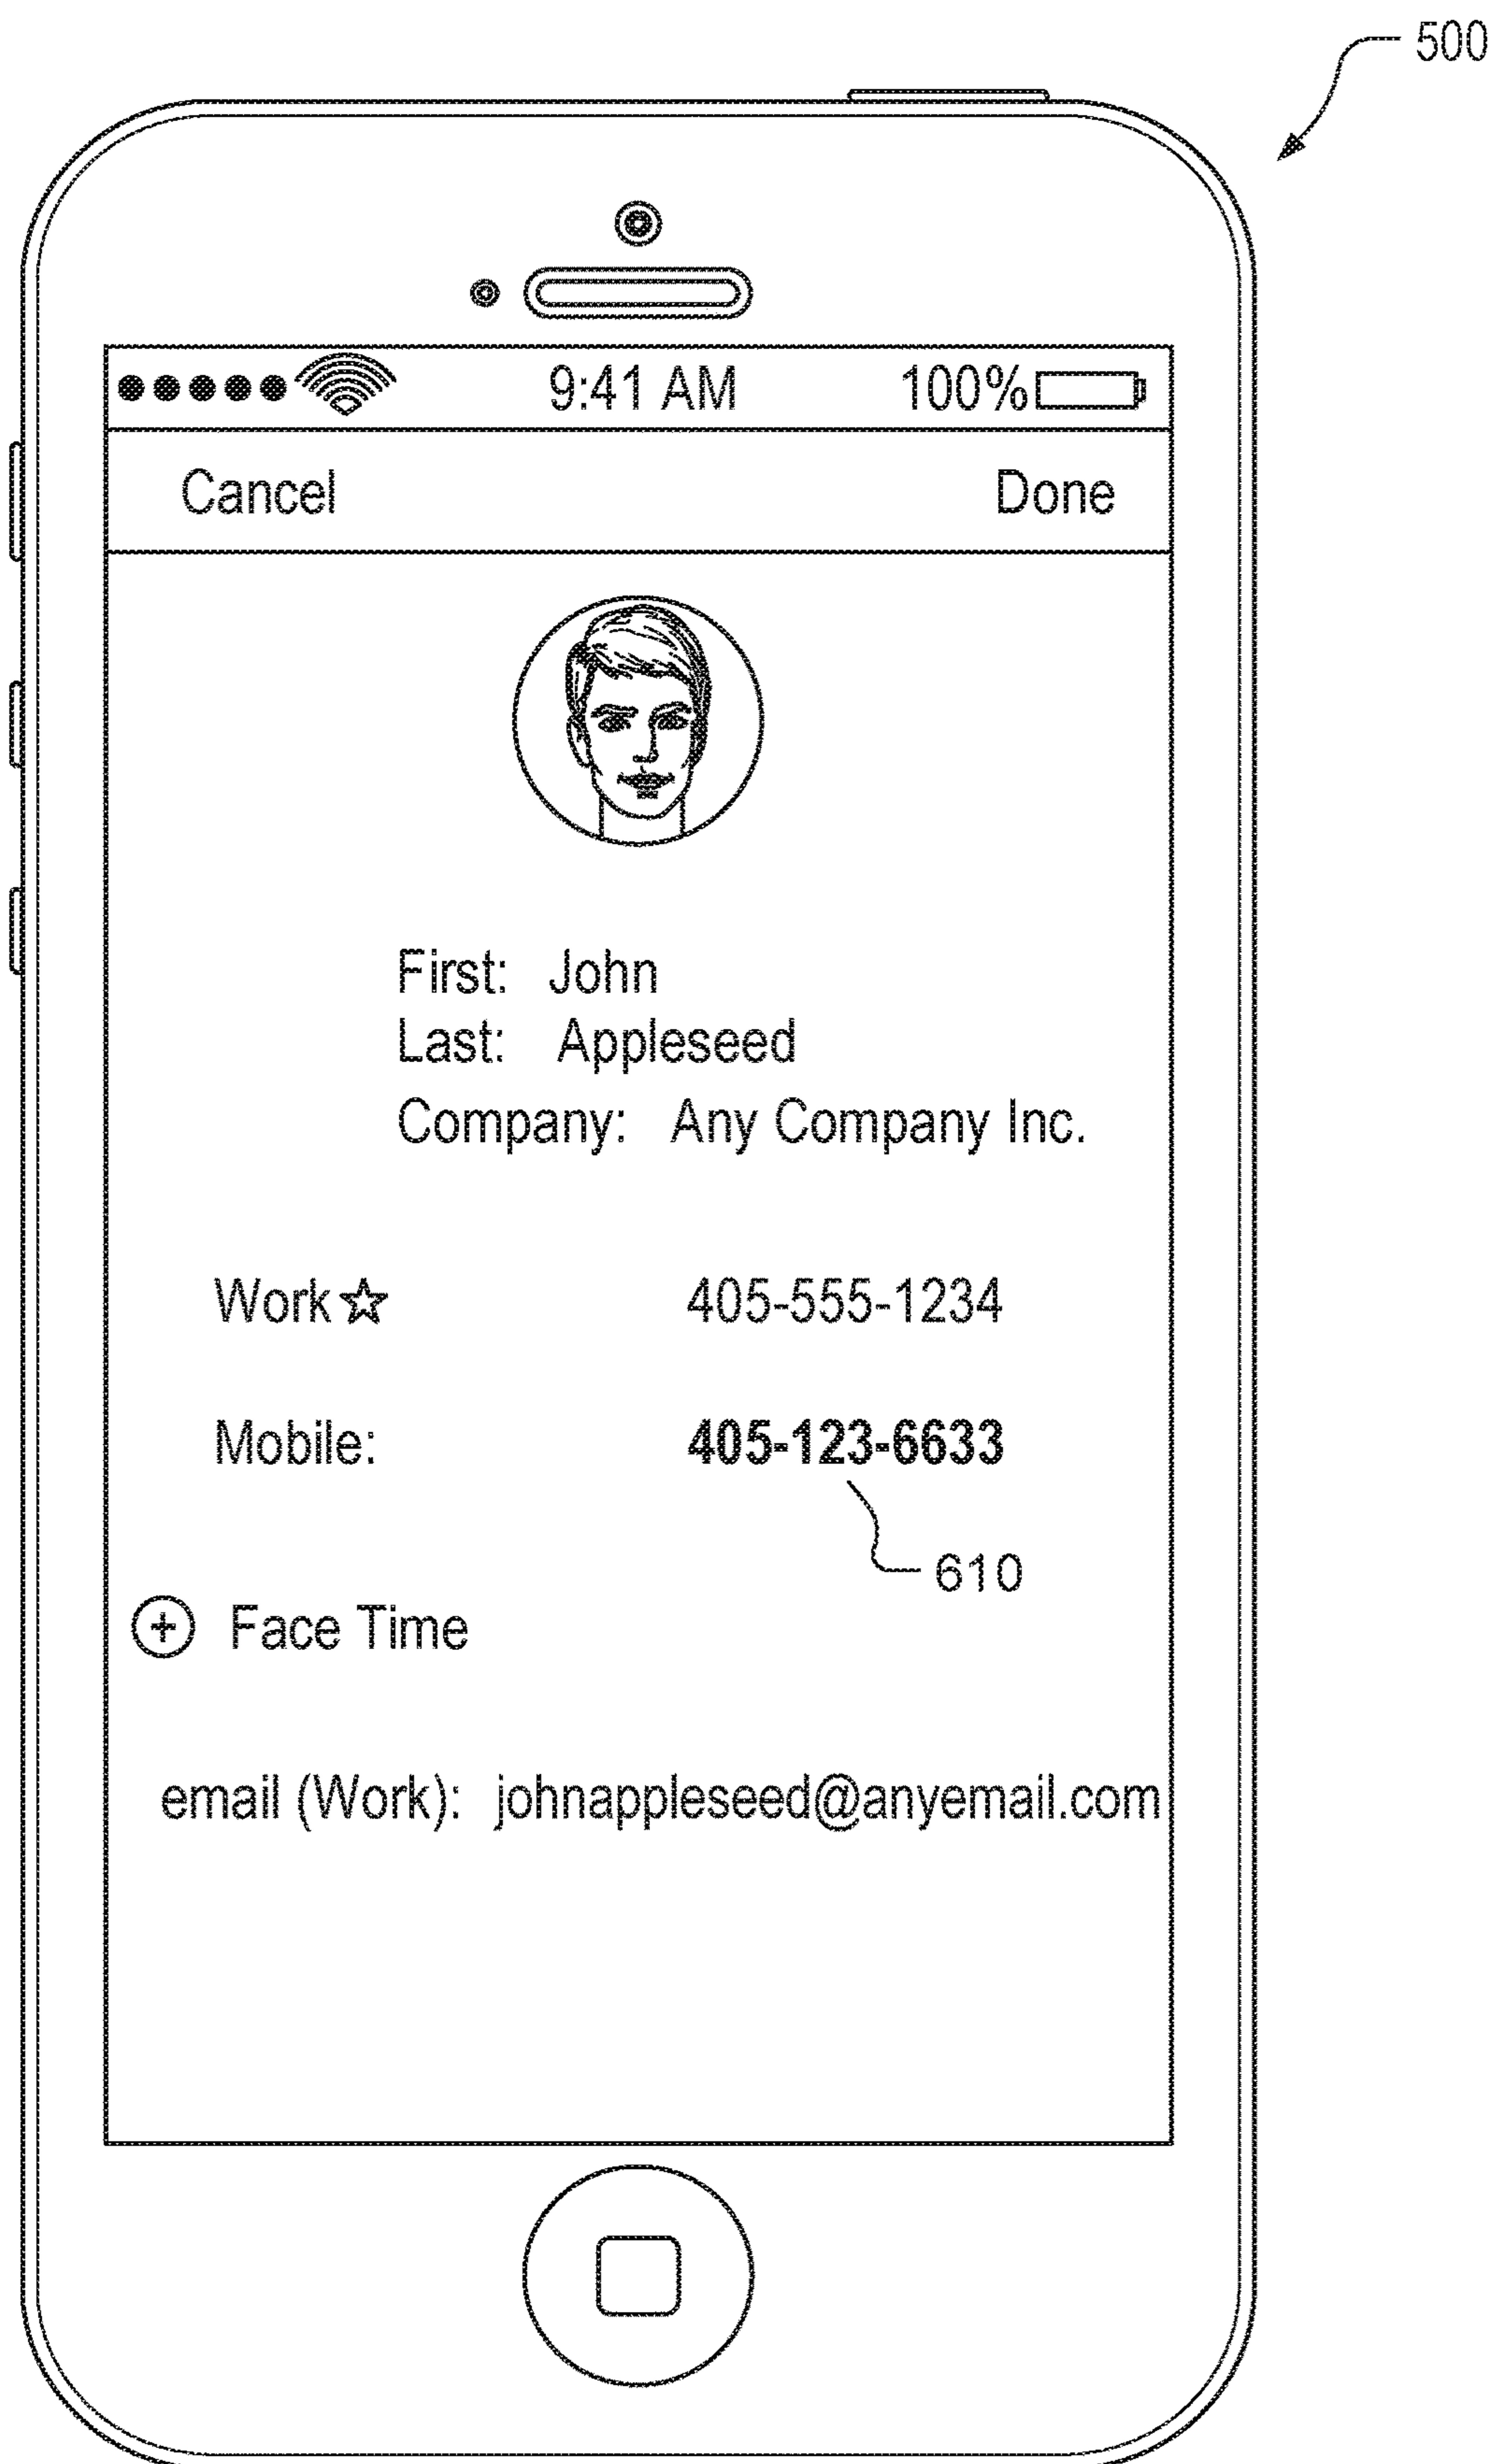 500
9:41 AM 100%
Cancel Done
First: John
Last: Appleseed
Company: Any Company Inc.
Work☆ 405-555-1234
Mobile: 405-123-6633
610
Face Time
email (Work): johnappleseed@anyemail.com